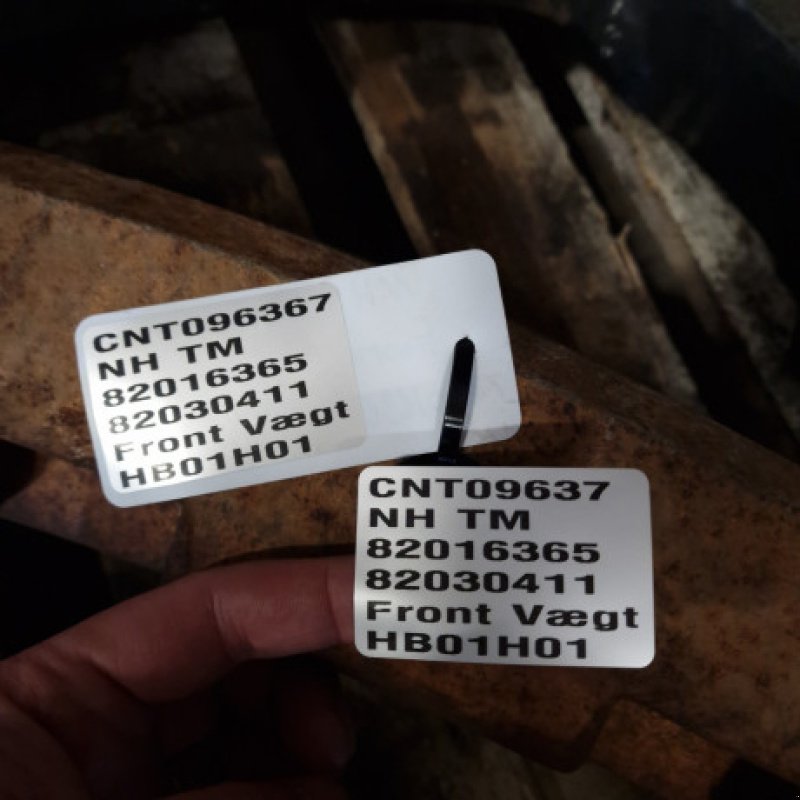 CNT096367
NH TM
82016365
82030411
Front Vægt
HB01H01
CNT09637
NH TM
82016365
82030411
Front Vægt
HB01H01